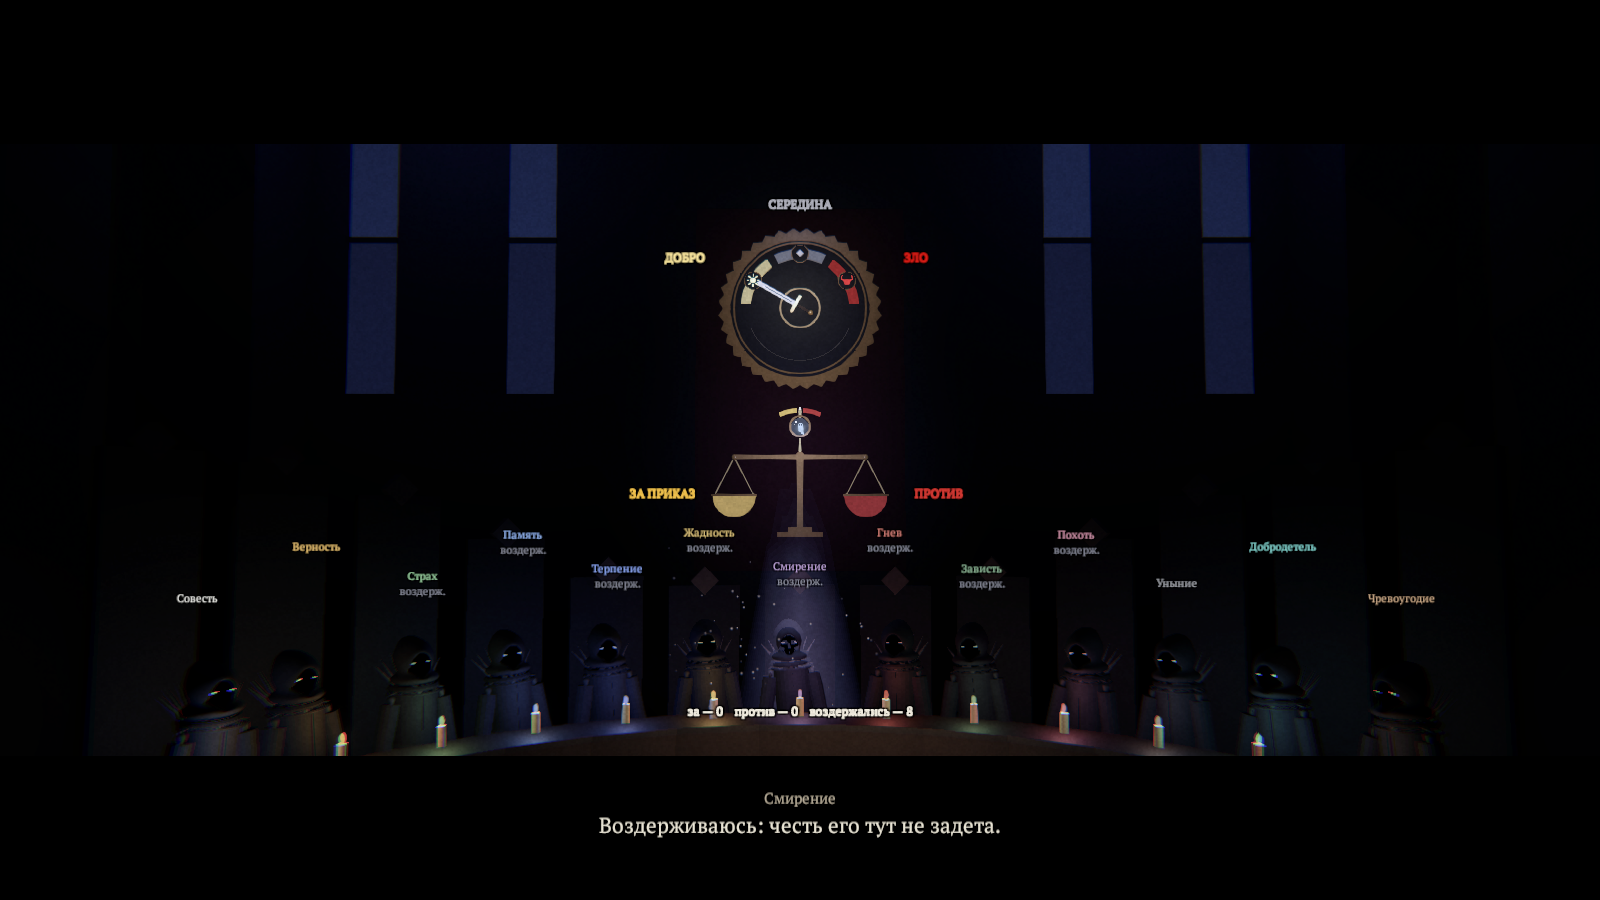 СЕРЕДИНА
ДОБРО
ЗЛО
ЗА ПРИКАЗ
ПРОТИВ
Совесть
Верность
Страх
воздерж.
Память
воздерж.
Терпение
воздерж.
Жадность
воздерж.
Смирение
воздерж.
Гнев
воздерж.
Зависть
воздерж.
Похоть
воздерж.
Уныние
Добродетель
Чревоугодие
за — 0 против — 0 воздержались — 8
Смирение
Воздерживаюсь: честь его тут не задета.